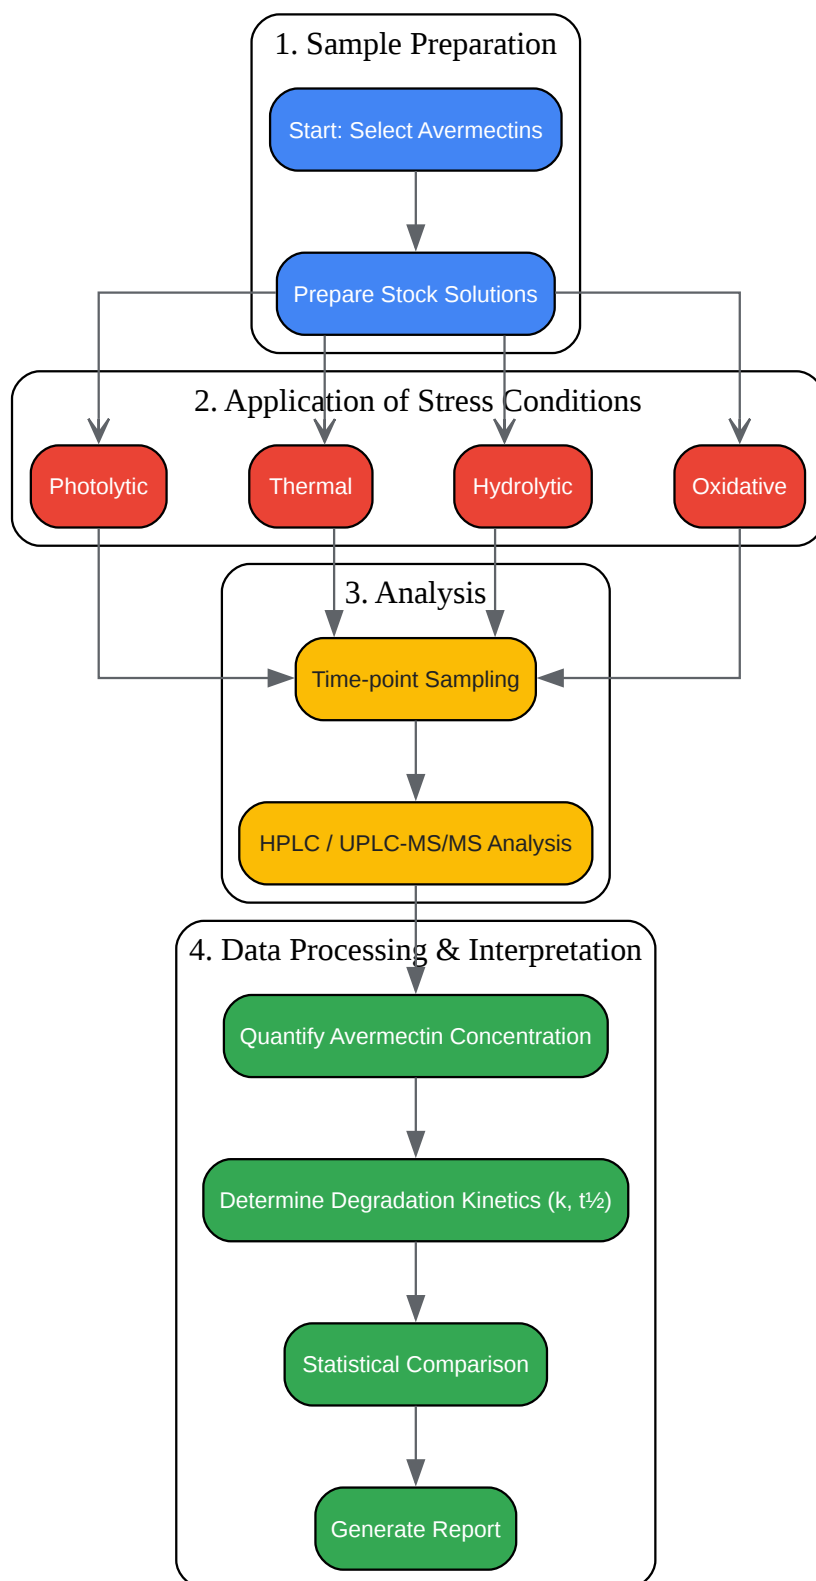 1. Sample Preparation
Start: Select Avermectins
Prepare Stock Solutions
2. Application of Stress Conditions
Photolytic
Thermal
Hydrolytic
Oxidative
3. Analysis
Time-point Sampling
HPLC / UPLC-MS/MS Analysis
4. Data Processing & Interpretation
Quantify Avermectin Concentration
Determine Degradation Kinetics (k, t½)
Statistical Comparison
Generate Report